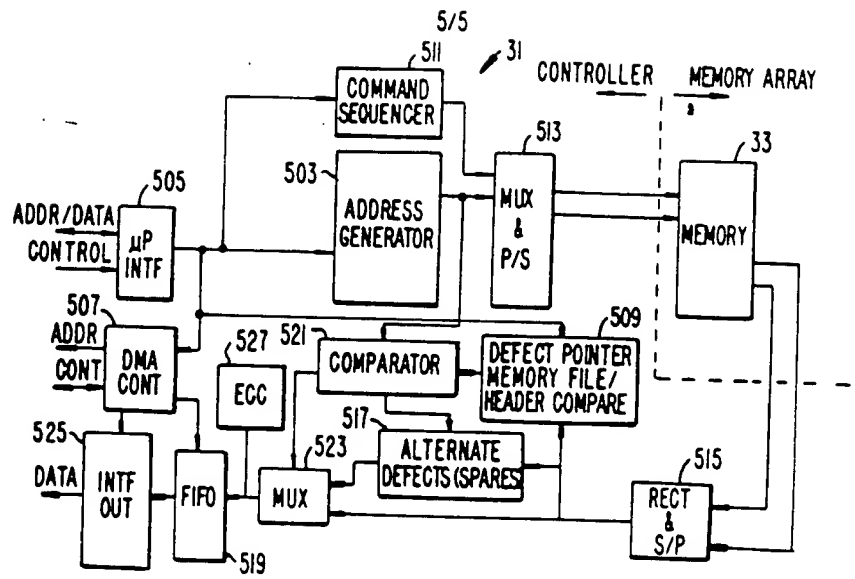 5/5
511
31
COMMAND
SEQUENCER
CONTROLLER
MEMORY ARRAY
513
33
505
503
ADDR/DATA
CONTROL
μP
INTF
ADDRESS
GENERATOR
MUX
&
P/S
MEMORY
507
ADDR
CONT
DMA
CONT
527
ECC
521
COMPARATOR
509
DEFECT POINTER
MEMORY FILE/
HEADER COMPARE
517
ALTERNATE
DEFECTS (SPARES)
525
DATA
INTF
OUT
FIFO
519
523
MUX
515
RECT
&
S/P